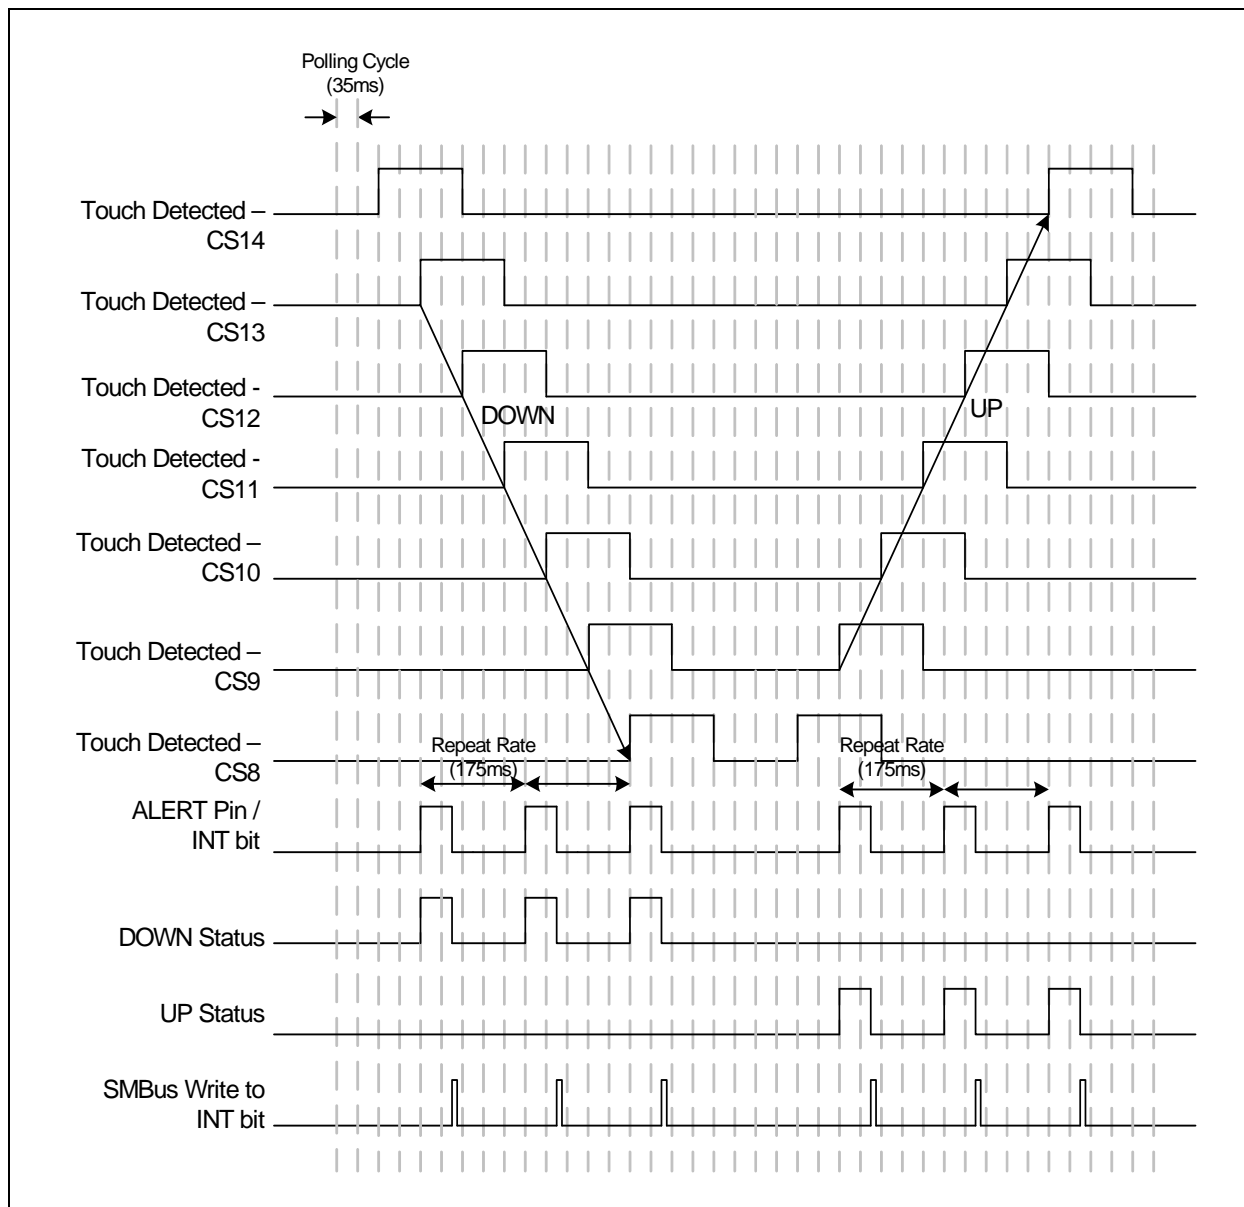 Polling Cycle
(35ms)
Touch Detected –
CS14
Touch Detected –
CS13
Touch Detected -
CS12
DOWN
UP
Touch Detected -
CS11
Touch Detected –
CS10
Touch Detected –
CS9
Touch Detected –
CS8
Repeat Rate
(175ms)
Repeat Rate
(175ms)
ALERT Pin /
INT bit
DOWN Status
UP Status
SMBus Write to
INT bit